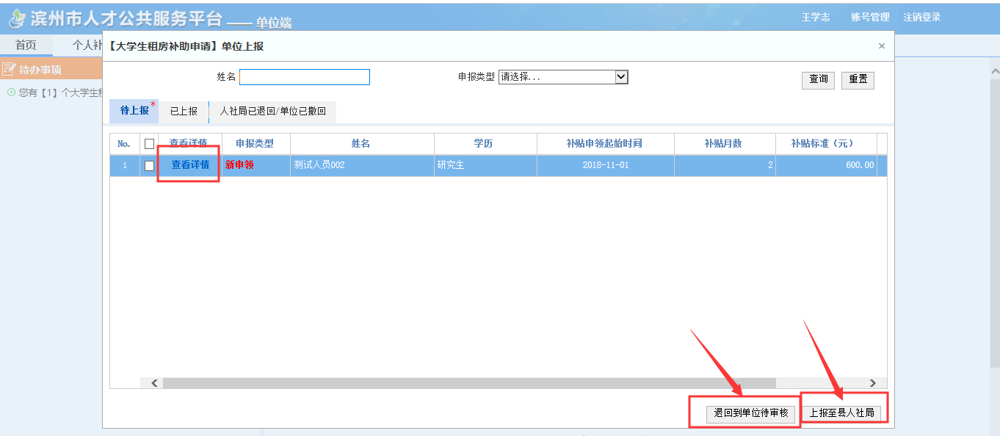 滨州市人才公共服务平台 —— 单位端
王学志 账号管理 注销登录
首页 个人补
【大学生租房补助申请】单位上报 ×
待办事项
您有【1】个大学生租
姓名 申报类型 请选择... 查询 重置
待上报* 已上报 人社局已退回/单位已撤回
No. 查看详情 申报类型 姓名 学历 补贴申领起始时间 补贴月数 补贴标准（元）
1 查看详情 新申领 测试人员002 研究生 2018-11-01 2 600.00
退回到单位待审核 上报至县人社局